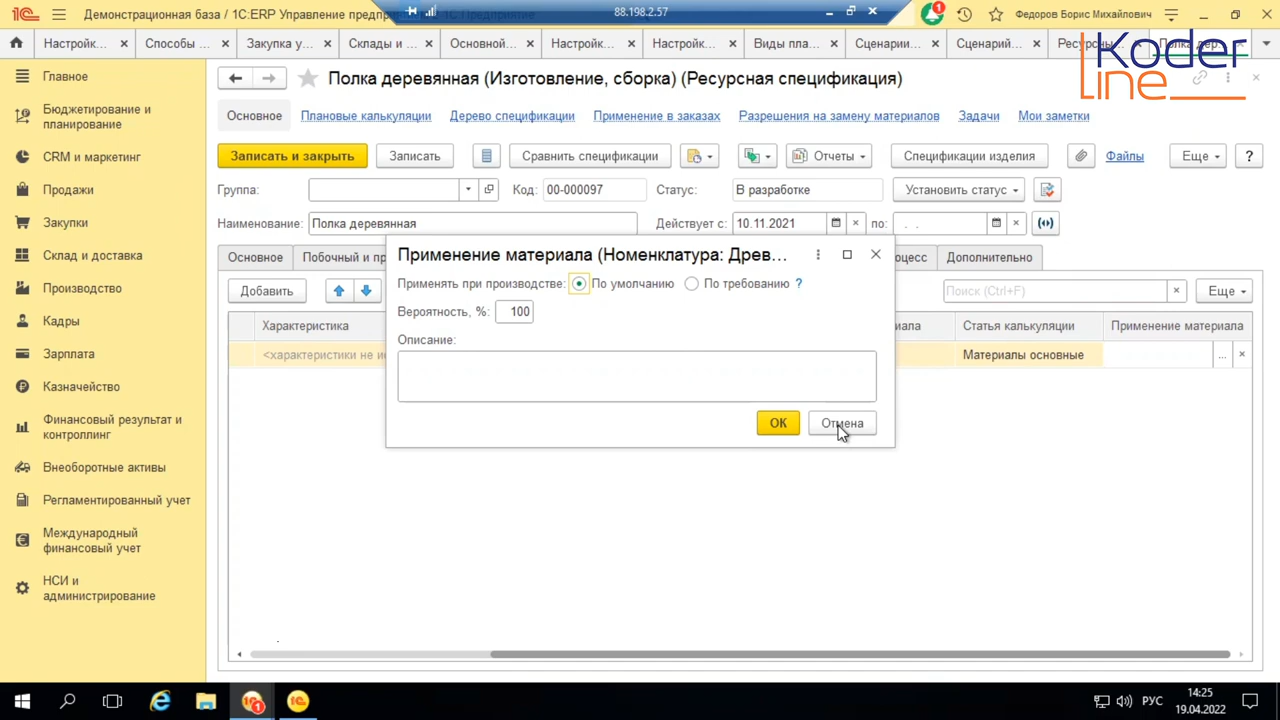 Демонстрационная база / 1С:ERP Управление предпр
1С:Предприятие
88.198.2.57
Федоров Борис Михайлович
Настройк...
Способы ...
Закупка у...
Склады и ...
Основной...
Настройк...
Настройк...
Виды пла...
Сценарии...
Сценарий...
Ресурсны
Полка дер
Koder
line
Главное
Бюджетирование и
планирование
CRM и маркетинг
Продажи
Закупки
Склад и доставка
Производство
Кадры
Зарплата
Казначейство
Финансовый результат и
контроллинг
Внеоборотные активы
Регламентированный учет
Международный
финансовый учет
НСИ и
администрирование
Полка деревянная (Изготовление, сборка) (Ресурсная спецификация)
Основное
Плановые калькуляции
Дерево спецификации
Применение в заказах
Разрешения на замену материалов
Задачи
Мои заметки
Записать и закрыть
Записать
Сравнить спецификации
Отчеты
Спецификации изделия
Файлы
Еще
?
Группа:
Код: 00-000097
Статус: В разработке
Установить статус
Наименование: Полка деревянная
Действует с: 10.11.2021
по: . .
Основное
Побочный и пр
оцесс
Дополнительно
Добавить
Поиск (Ctrl+F)
Еще
Характеристика
иала
Статья калькуляции
Применение материала
<характеристики не ис
Материалы основные
...
Применение материала (Номенклатура: Древ...
Применять при производстве:
По умолчанию
По требованию ?
Вероятность, %: 100
Описание:
ОК
Отмена
РУС
14:25
19.04.2022